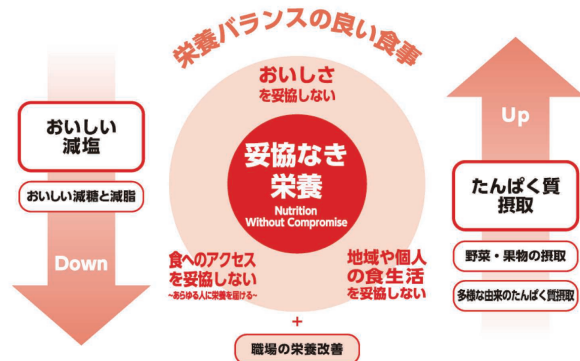 栄養バランスの良い食事
おいしい
減塩
おいしい減糖と減脂
Down
おいしさ
を妥協しない
妥協なき
栄養
Nutrition
Without Compromise
食へのアクセス
を妥協しない
~あらゆる人に栄養を届ける~
地域や個人
の食生活
を妥協しない
+
職場の栄養改善
Up
たんぱく質
摂取
野菜・果物の摂取
多様な由来のたんぱく質摂取